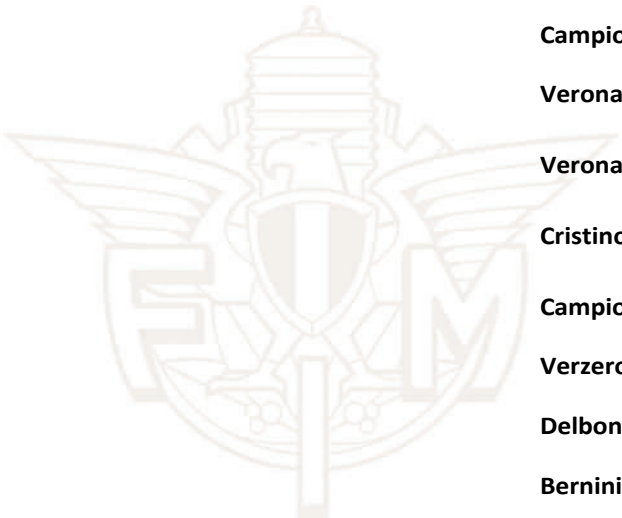 Campio
Verona
Verona
Cristino
Campio
Verzero
Delbon
Bernini
F M